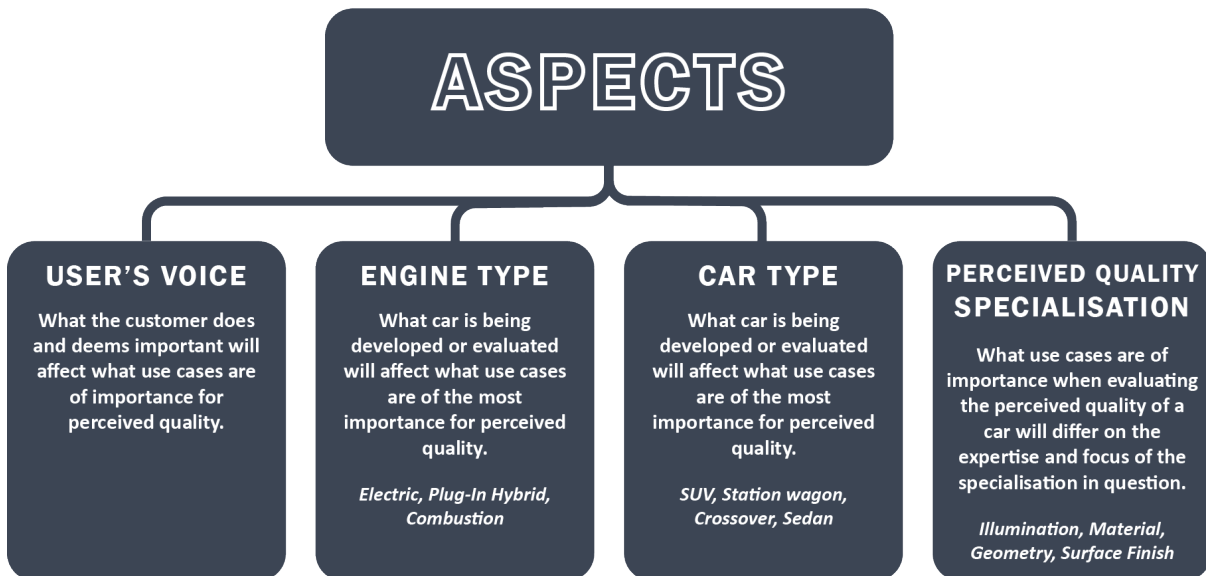 ASPECTS
USER'S VOICE
What the customer does
and deems important will
affect what use cases are
of importance for
perceived quality.
ENGINE TYPE
What car is being
developed or evaluated
will affect what use cases
are of the most
importance for perceived
quality.
Electric, Plug-In Hybrid,
Combustion
CAR TYPE
What car is being
developed or evaluated
will affect what use cases
are of the most
importance for perceived
quality.
SUV, Station wagon,
Crossover, Sedan
PERCEIVED QUALITY
SPECIALISATION
What use cases are of
importance when evaluating
the perceived quality of a
car will differ on the
expertise and focus of the
specialisation in question.
Illumination, Material,
Geometry, Surface Finish